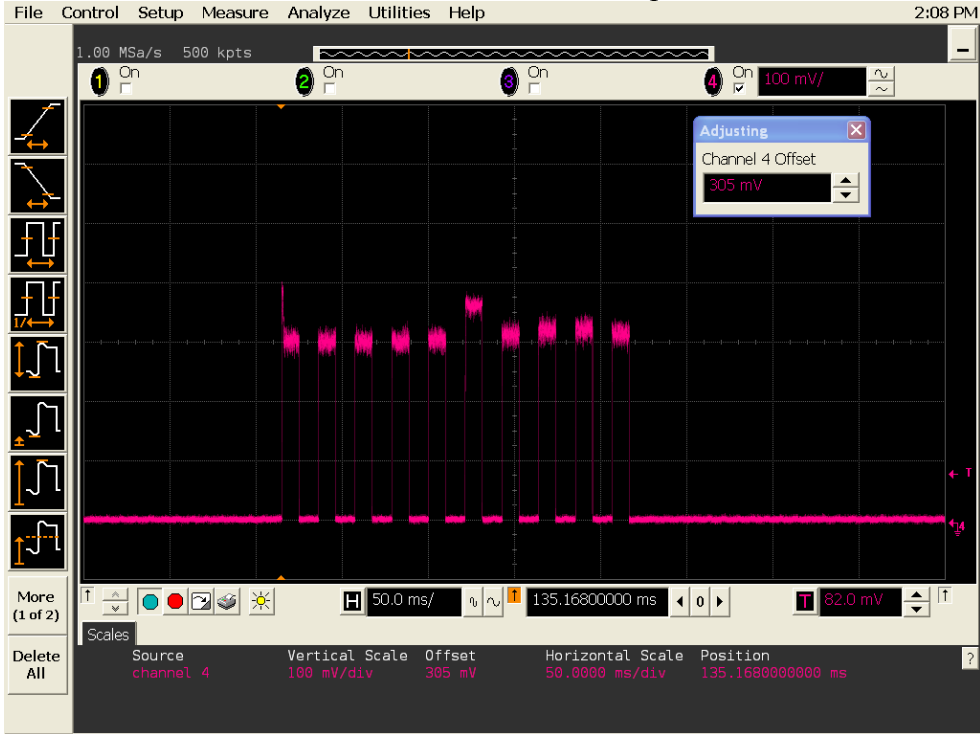 File Control Setup Measure Analyze Utilities Help 2:08 PM
1.00 MSa/s 500 kpts
1 On 2 On 3 On 4 On 100 mV/
Adjusting
Channel 4 Offset
305 mV
1/
T
4
More
(1 of 2)
H 50.0 ms/ 135.16800000 ms 0 T 82.0 mV
Scales
Delete
All
Source Vertical Scale Offset Horizontal Scale Position ?
channel 4 100 mV/div 305 mV 50.0000 ms/div 135.1680000000 ms